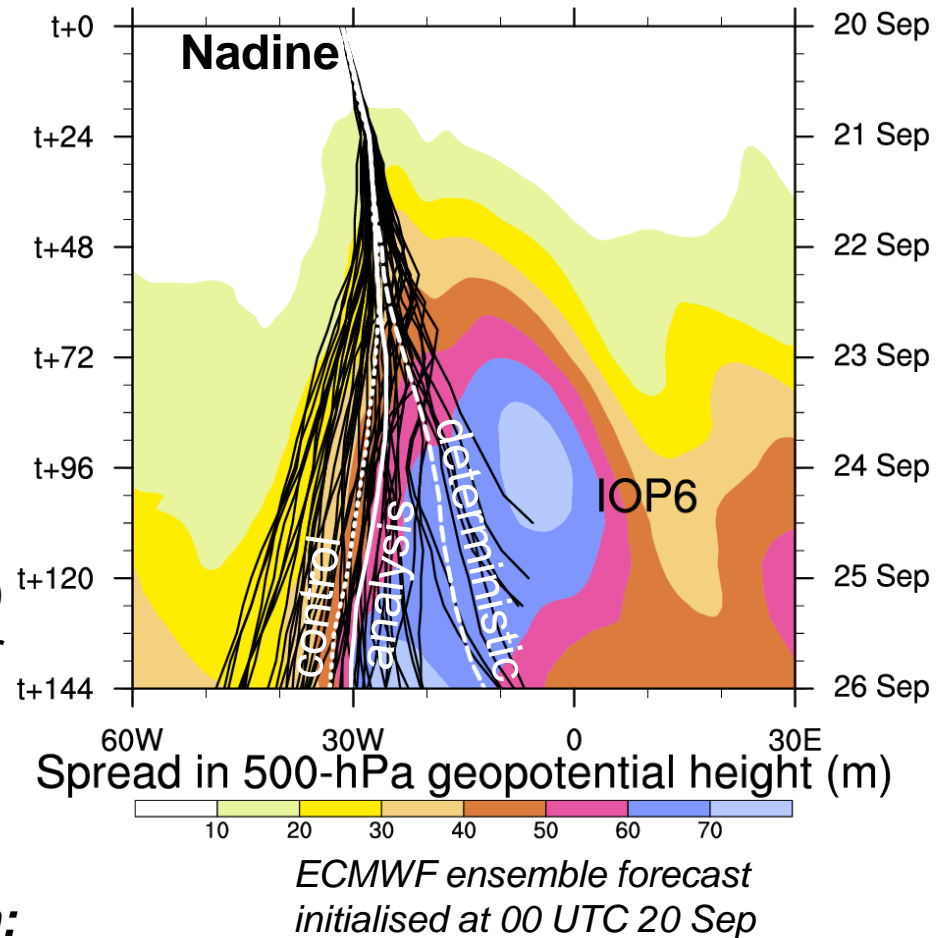 t+0 20 Sep
Nadine
t+24 21 Sep
t+48 22 Sep
t+72 23 Sep
t+96 24 Sep
deterministic
IOP6
analysis
control
t+120 25 Sep
t+144 26 Sep
60W 30W 0 30E
Spread in 500-hPa geopotential height (m)
10 20 30 40 50 60 70
ECMWF ensemble forecast
initialised at 00 UTC 20 Sep